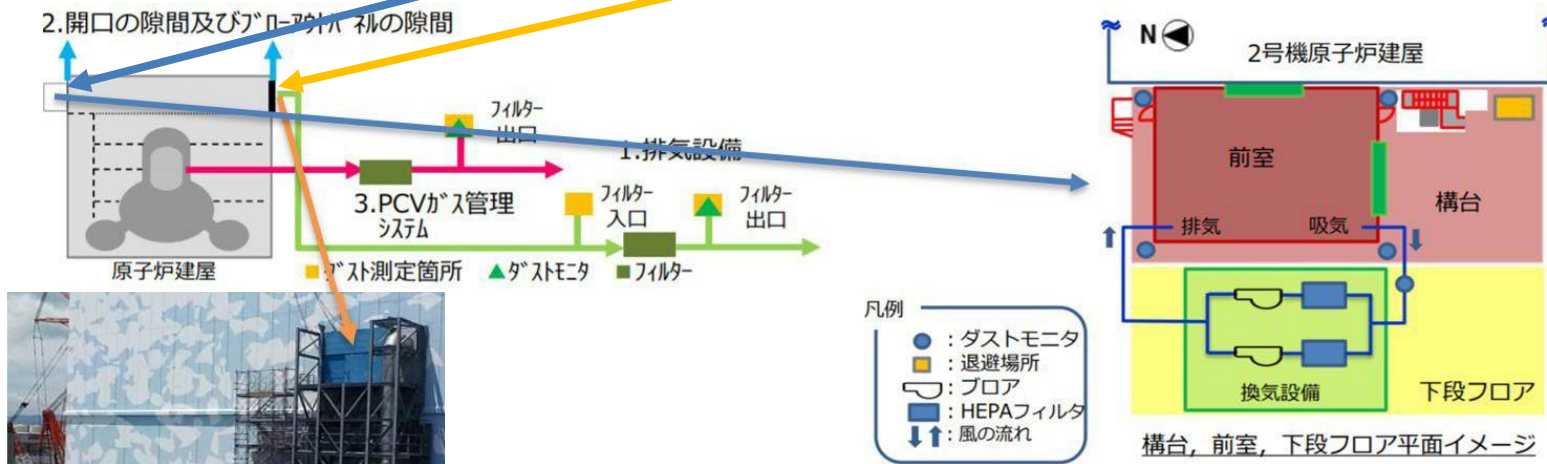 2.開口の隙間及びﾌﾞﾛｰｱｳﾄﾊﾟﾈﾙの隙間
ﾌｨﾙﾀｰ
出口
1.排気設備
3.PCVｶﾞｽ管理
ｼｽﾃﾑ
ﾌｨﾙﾀｰ
入口
ﾌｨﾙﾀｰ
出口
原子炉建屋
ﾀﾞｽﾄ測定箇所
ﾀﾞｽﾄﾓﾆﾀ
ﾌｨﾙﾀｰ
N
2号機原子炉建屋
前室
構台
排気
吸気
換気設備
下段フロア
構台，前室，下段フロア平面イメージ
凡例
：ダストモニタ
：退避場所
：ブロア
：HEPAフィルタ
：風の流れ